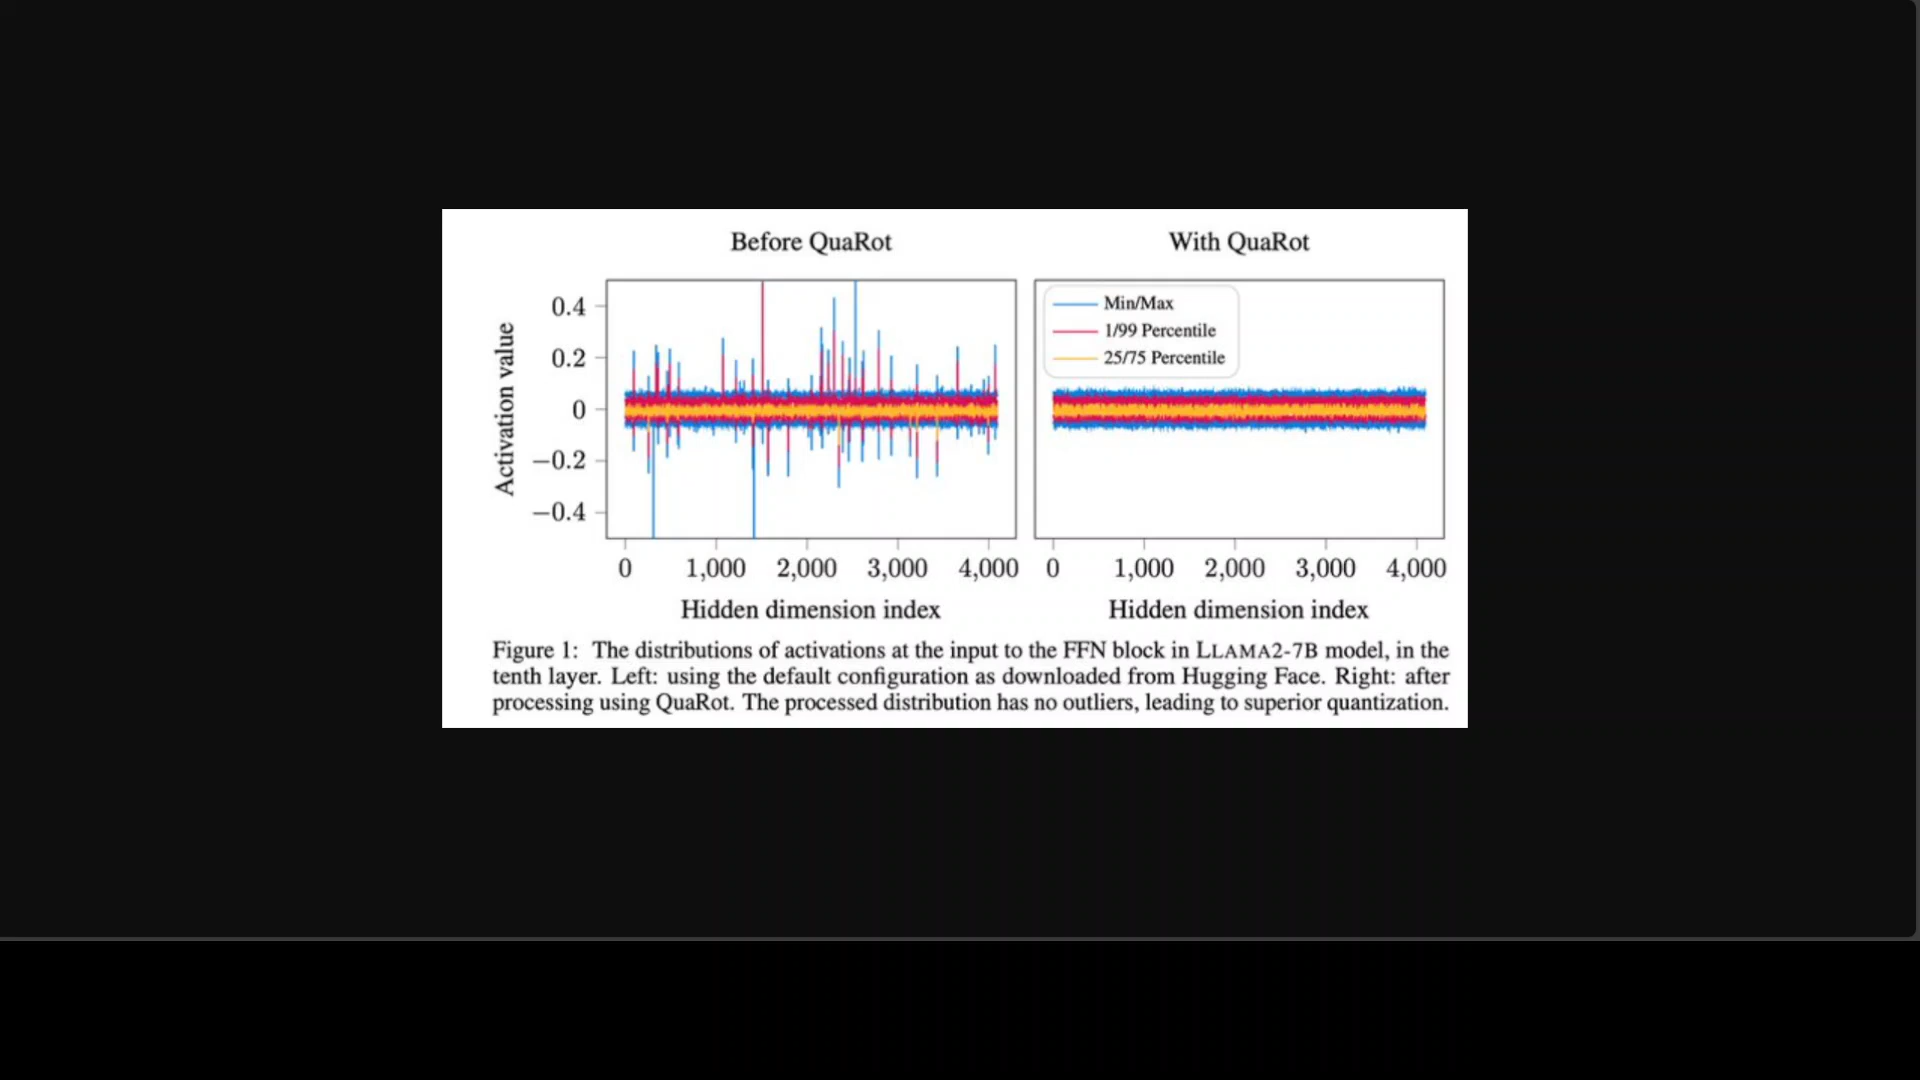 Before QuaRot
With QuaRot
Activation value
0.4
0.2
0
−0.2
−0.4
0 1,000 2,000 3,000 4,000
Hidden dimension index
Min/Max
1/99 Percentile
25/75 Percentile
0 1,000 2,000 3,000 4,000
Hidden dimension index
Figure 1: The distributions of activations at the input to the FFN block in LLAMA2-7B model, in the
tenth layer. Left: using the default configuration as downloaded from Hugging Face. Right: after
processing using QuaRot. The processed distribution has no outliers, leading to superior quantization.